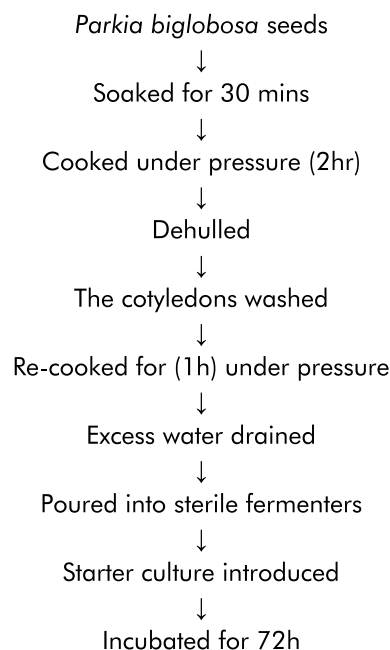 Parkia biglobosa seeds
↓
Soaked for 30 mins
↓
Cooked under pressure (2hr)
↓
Dehulled
↓
The cotyledons washed
↓
Re-cooked for (1h) under pressure
↓
Excess water drained
↓
Poured into sterile fermenters
↓
Starter culture introduced
↓
Incubated for 72h